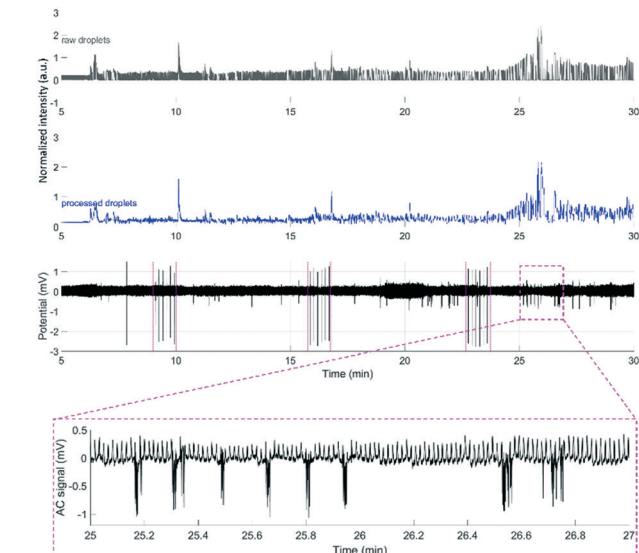 Normalized intensity (a.u.)
3
raw droplets
2
1
0
-1
5 10 15 20 25 30
3
2
1
processed droplets
0
5 10 15 20 25 30
Potential (mV)
1
0
-1
-2
-3
5 10 15 20 25 30
Time (min)
AC signal (mV)
0.5
0
-0.5
-1
25 25.2 25.4 25.6 25.8 26 26.2 26.4 26.6 26.8 27
Time (min)